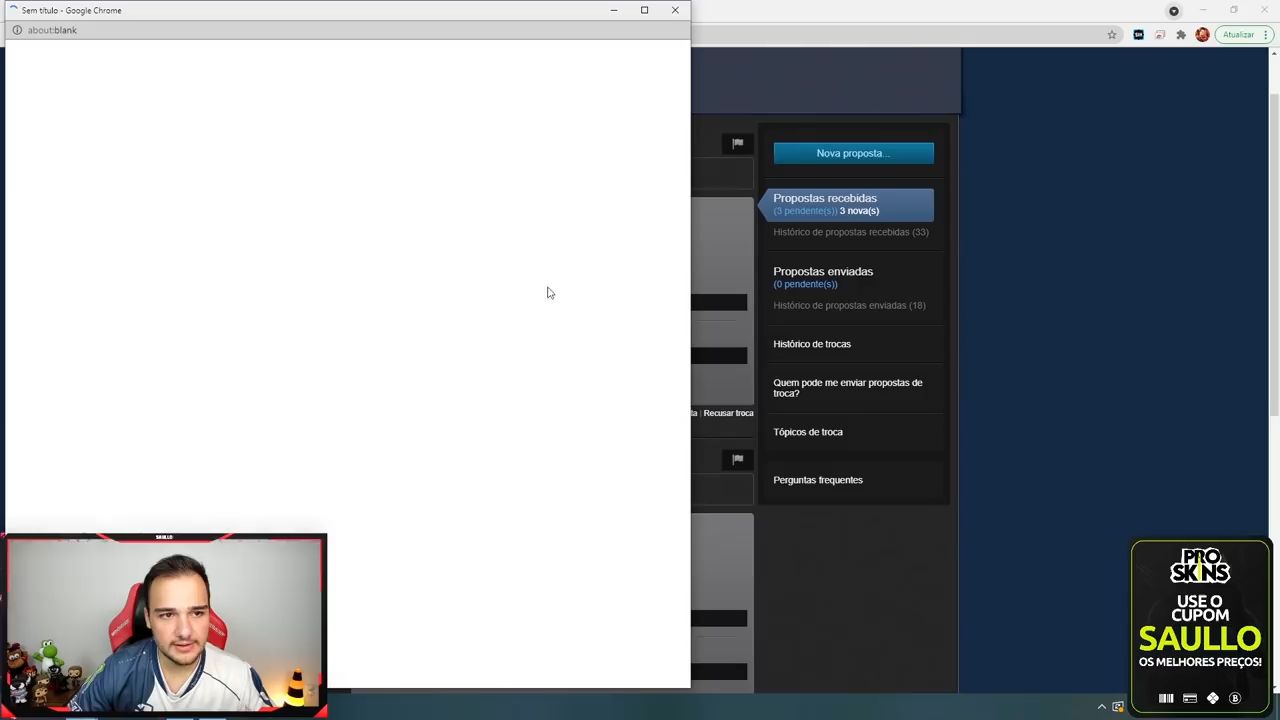 Sem título - Google Chrome
about:blank
Atualizar
Nova proposta...
Propostas recebidas
(3 pendente(s)) 3 nova(s)
Histórico de propostas recebidas (33)
Propostas enviadas
(0 pendente(s))
Histórico de propostas enviadas (18)
Histórico de trocas
Quem pode me enviar propostas de
troca?
Tópicos de troca
Perguntas frequentes
ta | Recusar troca
SAULLO
PRO
SKINS
USE O
CUPOM
SAULLO
OS MELHORES PREÇOS!